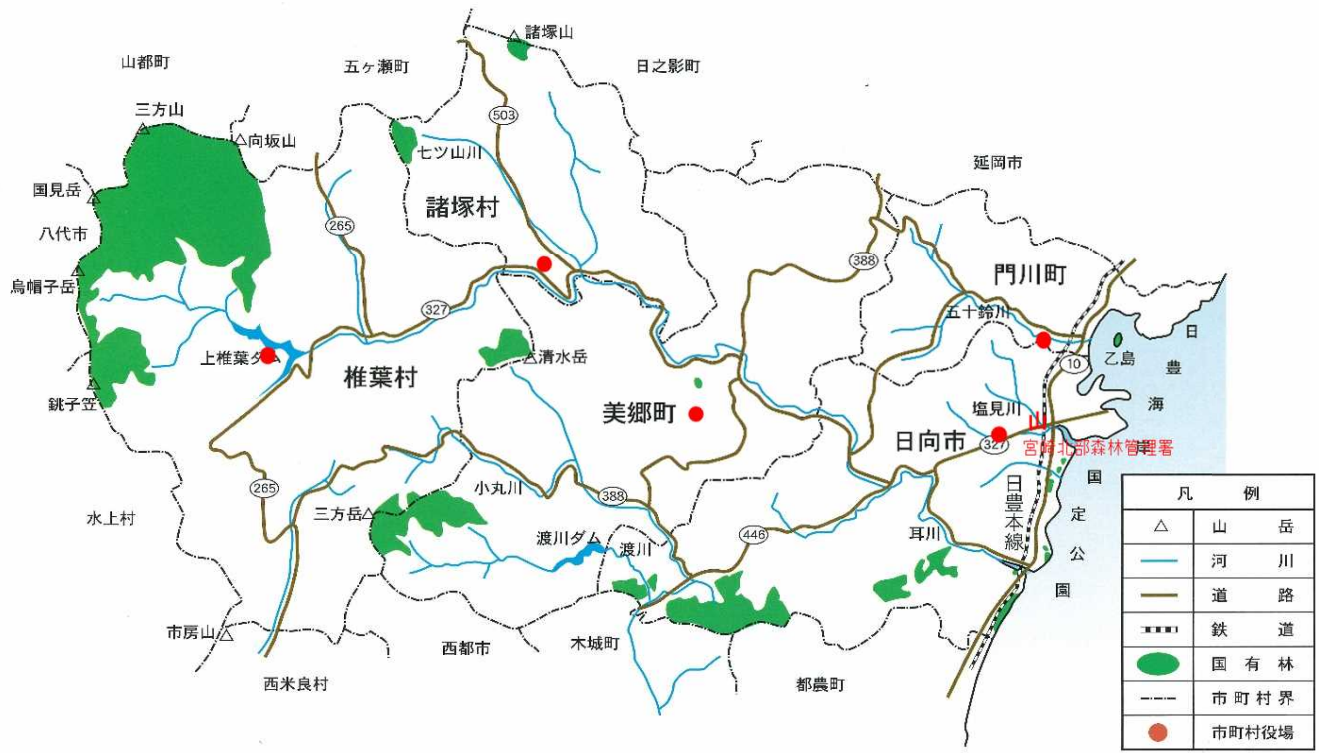 諸塚山
山都町
五ヶ瀬町
日之影町
三方山
向坂山
503
七ツ山川
延岡市
国見岳
諸塚村
265
八代市
388
門川町
烏帽子岳
327
五十鈴川
日豊海岸国定公園
上椎葉ダム
清水岳
乙島
10
椎葉村
銚子笠
美郷町
塩見川
山
日向市
327
宮崎北部森林管理署
265
小丸川
388
日豊本線
水上村
三方岳
渡川ダム
渡川
446
耳川
市房山
西都市
木城町
西米良村
都農町
凡例
山岳
河川
道路
鉄道
国有林
市町村界
市町村役場